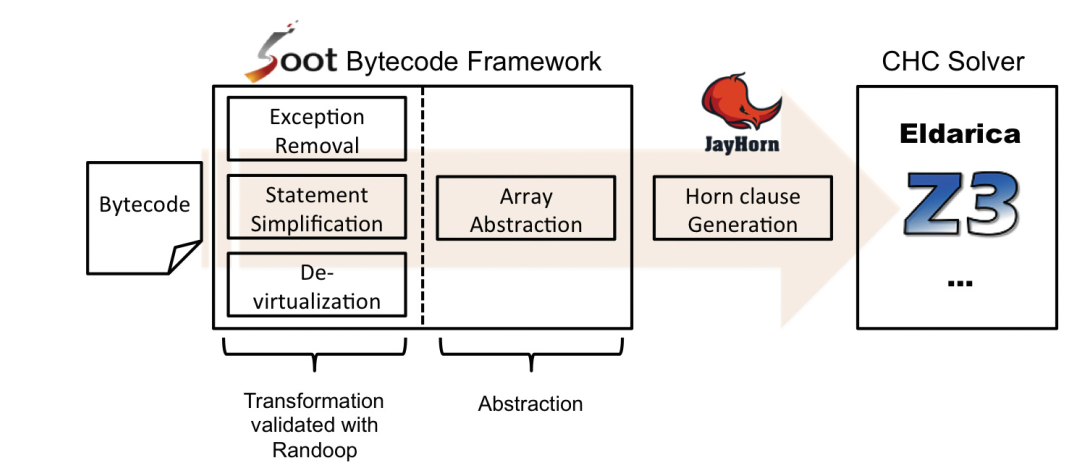 Soot Bytecode Framework
CHC Solver
Exception
Removal
JayHorn
Eldarica
Bytecode
Statement
Simplification
Array
Abstraction
Horn clause
Generation
Z3
De-
virtualization
...
Transformation
validated with
Randoop
Abstraction